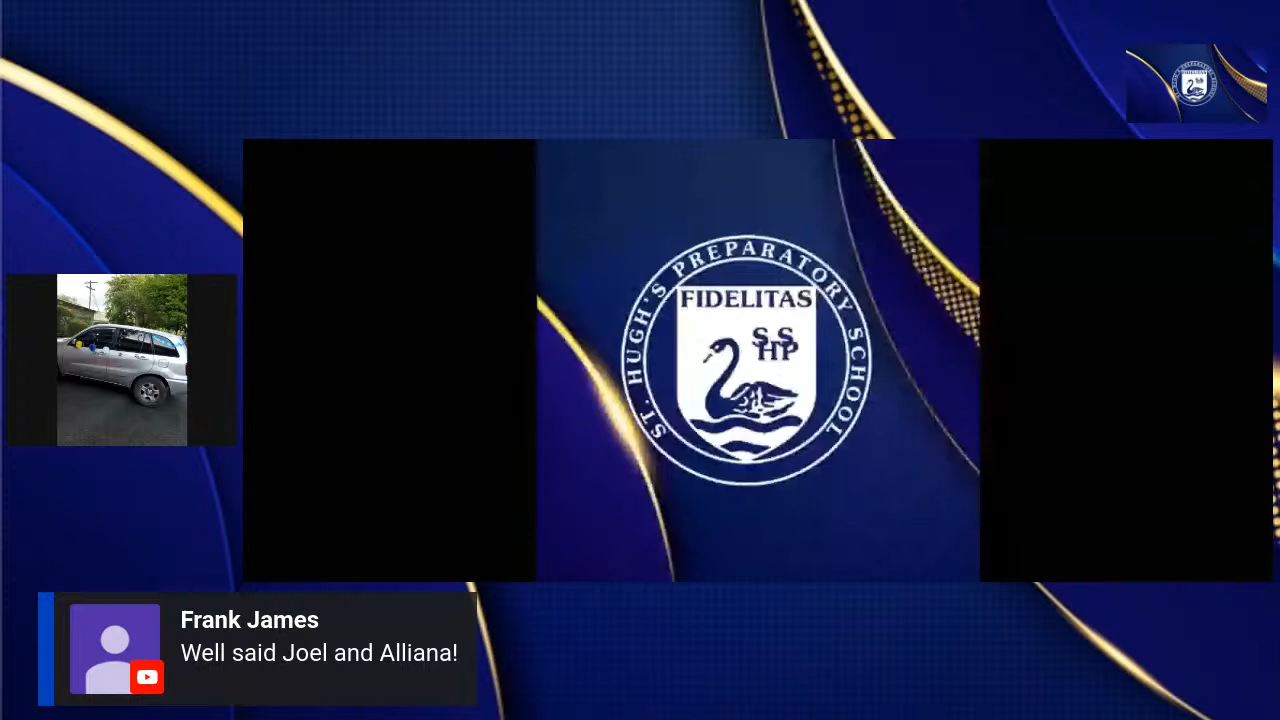 ST. HUGH'S PREPARATORY SCHOOL
FIDELITAS
S S
HP
Frank James
Well said Joel and Alliana!